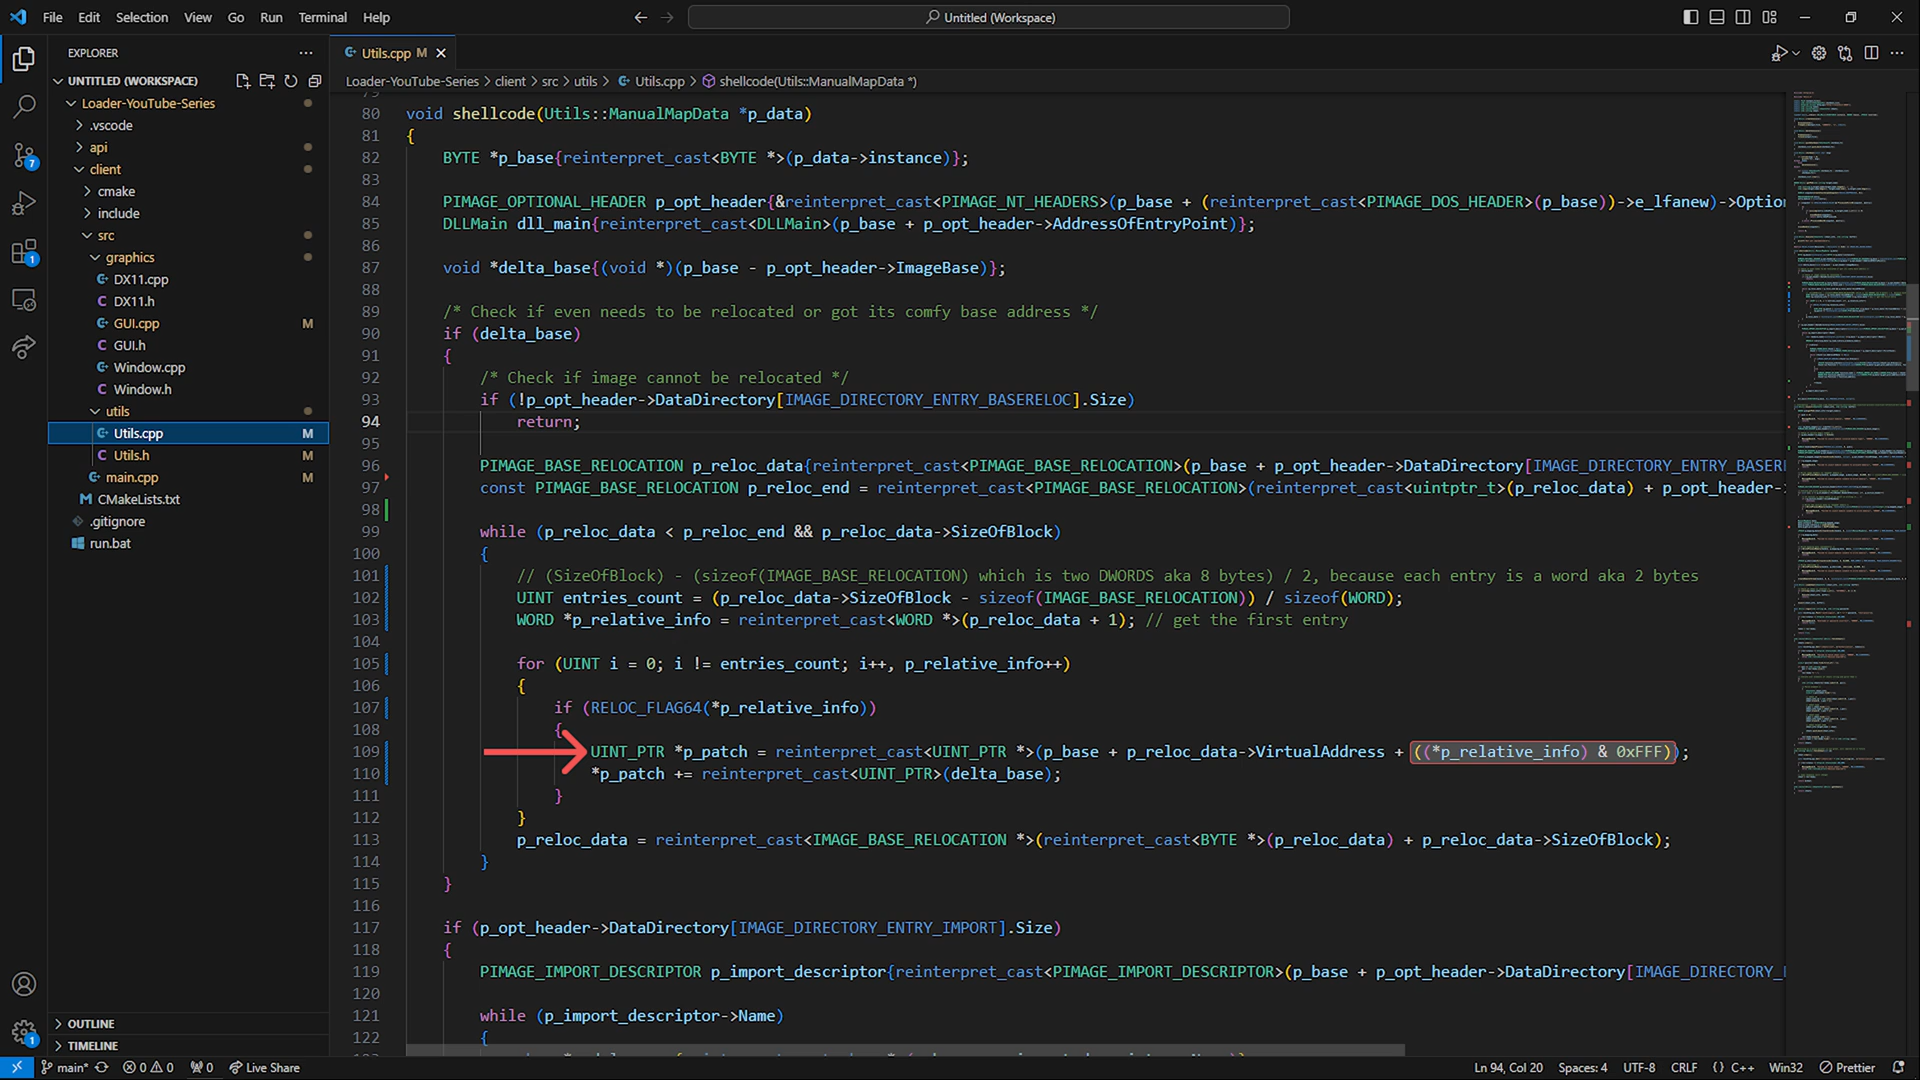 File Edit Selection View Go Run Terminal Help
Untitled (Workspace)
EXPLORER
UNTITLED (WORKSPACE)
Loader-YouTube-Series
.vscode
api
client
cmake
include
src
graphics
DX11.cpp
DX11.h
GUI.cpp M
GUI.h
Window.cpp
Window.h
utils
Utils.cpp M
Utils.h M
main.cpp M
CMakeLists.txt
.gitignore
run.bat
OUTLINE
TIMELINE
7
1
1
Utils.cpp M
Loader-YouTube-Series > client > src > utils > Utils.cpp > shellcode(Utils::ManualMapData *)
80 void shellcode(Utils::ManualMapData *p_data)
81 {
82 BYTE *p_base{reinterpret_cast<BYTE *>(p_data->instance)};
83
84 PIMAGE_OPTIONAL_HEADER p_opt_header{&reinterpret_cast<PIMAGE_NT_HEADERS>(p_base + (reinterpret_cast<PIMAGE_DOS_HEADER>(p_base))->e_lfanew)->Option
85 DLLMain dll_main{reinterpret_cast<DLLMain>(p_base + p_opt_header->AddressOfEntryPoint)};
86
87 void *delta_base{(void *)(p_base - p_opt_header->ImageBase)};
88
89 /* Check if even needs to be relocated or got its comfy base address */
90 if (delta_base)
91 {
92 /* Check if image cannot be relocated */
93 if (!p_opt_header->DataDirectory[IMAGE_DIRECTORY_ENTRY_BASERELOC].Size)
94 return;
95
96 PIMAGE_BASE_RELOCATION p_reloc_data{reinterpret_cast<PIMAGE_BASE_RELOCATION>(p_base + p_opt_header->DataDirectory[IMAGE_DIRECTORY_ENTRY_BASERE
97 const PIMAGE_BASE_RELOCATION p_reloc_end = reinterpret_cast<PIMAGE_BASE_RELOCATION>(reinterpret_cast<uintptr_t>(p_reloc_data) + p_opt_header->
98
99 while (p_reloc_data < p_reloc_end && p_reloc_data->SizeOfBlock)
100 {
101 // (SizeOfBlock) - (sizeof(IMAGE_BASE_RELOCATION) which is two DWORDS aka 8 bytes) / 2, because each entry is a word aka 2 bytes
102 UINT entries_count = (p_reloc_data->SizeOfBlock - sizeof(IMAGE_BASE_RELOCATION)) / sizeof(WORD);
103 WORD *p_relative_info = reinterpret_cast<WORD *>(p_reloc_data + 1); // get the first entry
104
105 for (UINT i = 0; i != entries_count; i++, p_relative_info++)
106 {
107 if (RELOC_FLAG64(*p_relative_info))
108 {
109 UINT_PTR *p_patch = reinterpret_cast<UINT_PTR *>(p_base + p_reloc_data->VirtualAddress + ((*p_relative_info) & 0xFFF));
110 *p_patch += reinterpret_cast<UINT_PTR>(delta_base);
111 }
112 }
113 p_reloc_data = reinterpret_cast<IMAGE_BASE_RELOCATION *>(reinterpret_cast<BYTE *>(p_reloc_data) + p_reloc_data->SizeOfBlock);
114 }
115 }
116
117 if (p_opt_header->DataDirectory[IMAGE_DIRECTORY_ENTRY_IMPORT].Size)
118 {
119 PIMAGE_IMPORT_DESCRIPTOR p_import_descriptor{reinterpret_cast<PIMAGE_IMPORT_DESCRIPTOR>(p_base + p_opt_header->DataDirectory[IMAGE_DIRECTORY_
120
121 while (p_import_descriptor->Name)
122 {
main* 0 0 0 Live Share Ln 94, Col 20 Spaces: 4 UTF-8 CRLF {} C++ Win32 Prettier